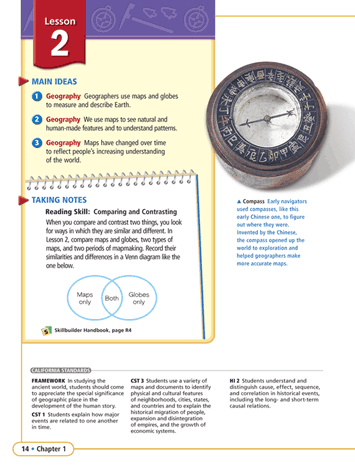 Lesson
2
MAIN IDEAS
1 Geography Geographers use maps and globes
to measure and describe Earth.
2 Geography We use maps to see natural and
human-made features and to understand patterns.
3 Geography Maps have changed over time
to reflect people's increasing understanding
of the world.
TAKING NOTES
Reading Skill: Comparing and Contrasting
When you compare and contrast two things, you look
for ways in which they are similar and different. In
Lesson 2, compare maps and globes, two types of
maps, and two periods of mapmaking. Record their
similarities and differences in a Venn diagram like the
one below.
Maps only
Both
Globes only
Skillbuilder Handbook, page R4
▲ Compass Early navigators
used compasses, like this
early Chinese one, to figure
out where they were.
Invented by the Chinese,
the compass opened up the
world to exploration and
helped geographers make
more accurate maps.
CALIFORNIA STANDARDS
FRAMEWORK In studying the
ancient world, students should come
to appreciate the special significance
of geographic place in the
development of the human story.
CST 1 Students explain how major
events are related to one another
in time.
CST 3 Students use a variety of
maps and documents to identify
physical and cultural features
of neighborhoods, cities, states,
and countries and to explain the
historical migration of people,
expansion and disintegration
of empires, and the growth of
economic systems.
HI 2 Students understand and
distinguish cause, effect, sequence,
and correlation in historical events,
including the long- and short-term
causal relations.
14 • Chapter 1